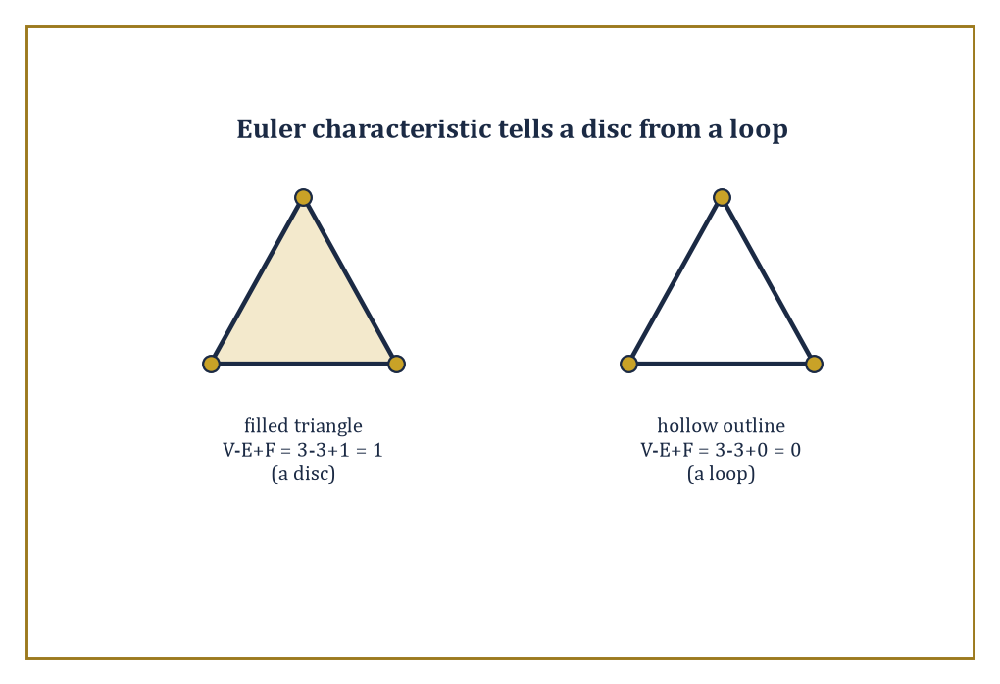 Euler characteristic tells a disc from a loop
filled triangle
V-E+F = 3-3+1 = 1
(a disc)
hollow outline
V-E+F = 3-3+0 = 0
(a loop)